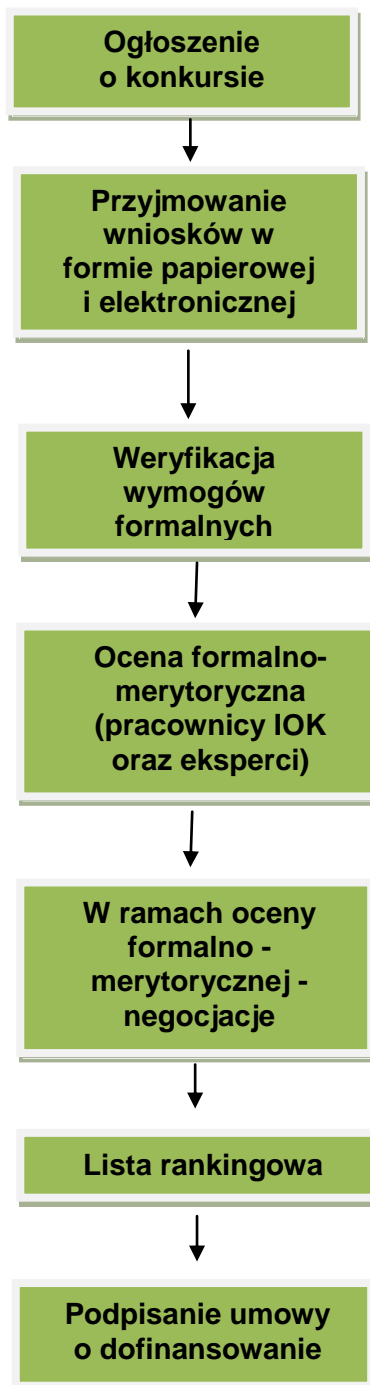 Ogłoszenie
o konkursie
Przyjmowanie
wniosków w
formie papierowej
i elektronicznej
Weryfikacja
wymogów
formalnych
Ocena formalno-
merytoryczna
(pracownicy IOK
oraz eksperci)
W ramach oceny
formalno -
merytorycznej -
negocjacje
Lista rankingowa
Podpisanie umowy
o dofinansowanie